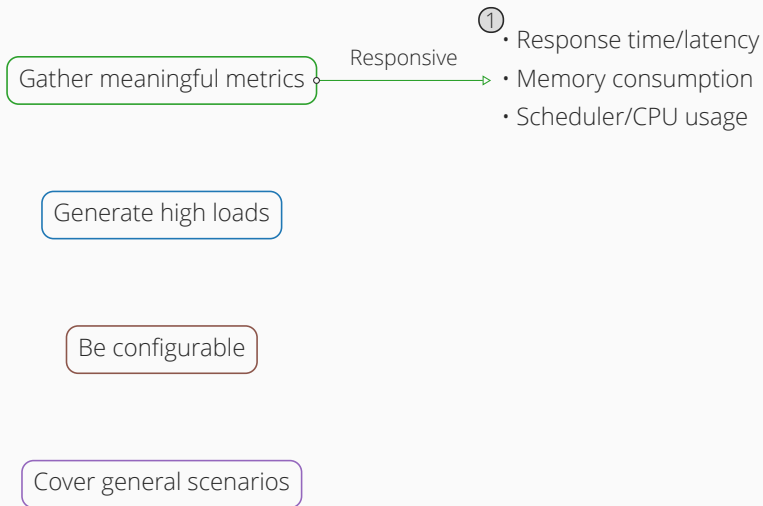 ①
Gather meaningful metrics
Responsive
• Response time/latency
• Memory consumption
• Scheduler/CPU usage
Generate high loads
Be configurable
Cover general scenarios